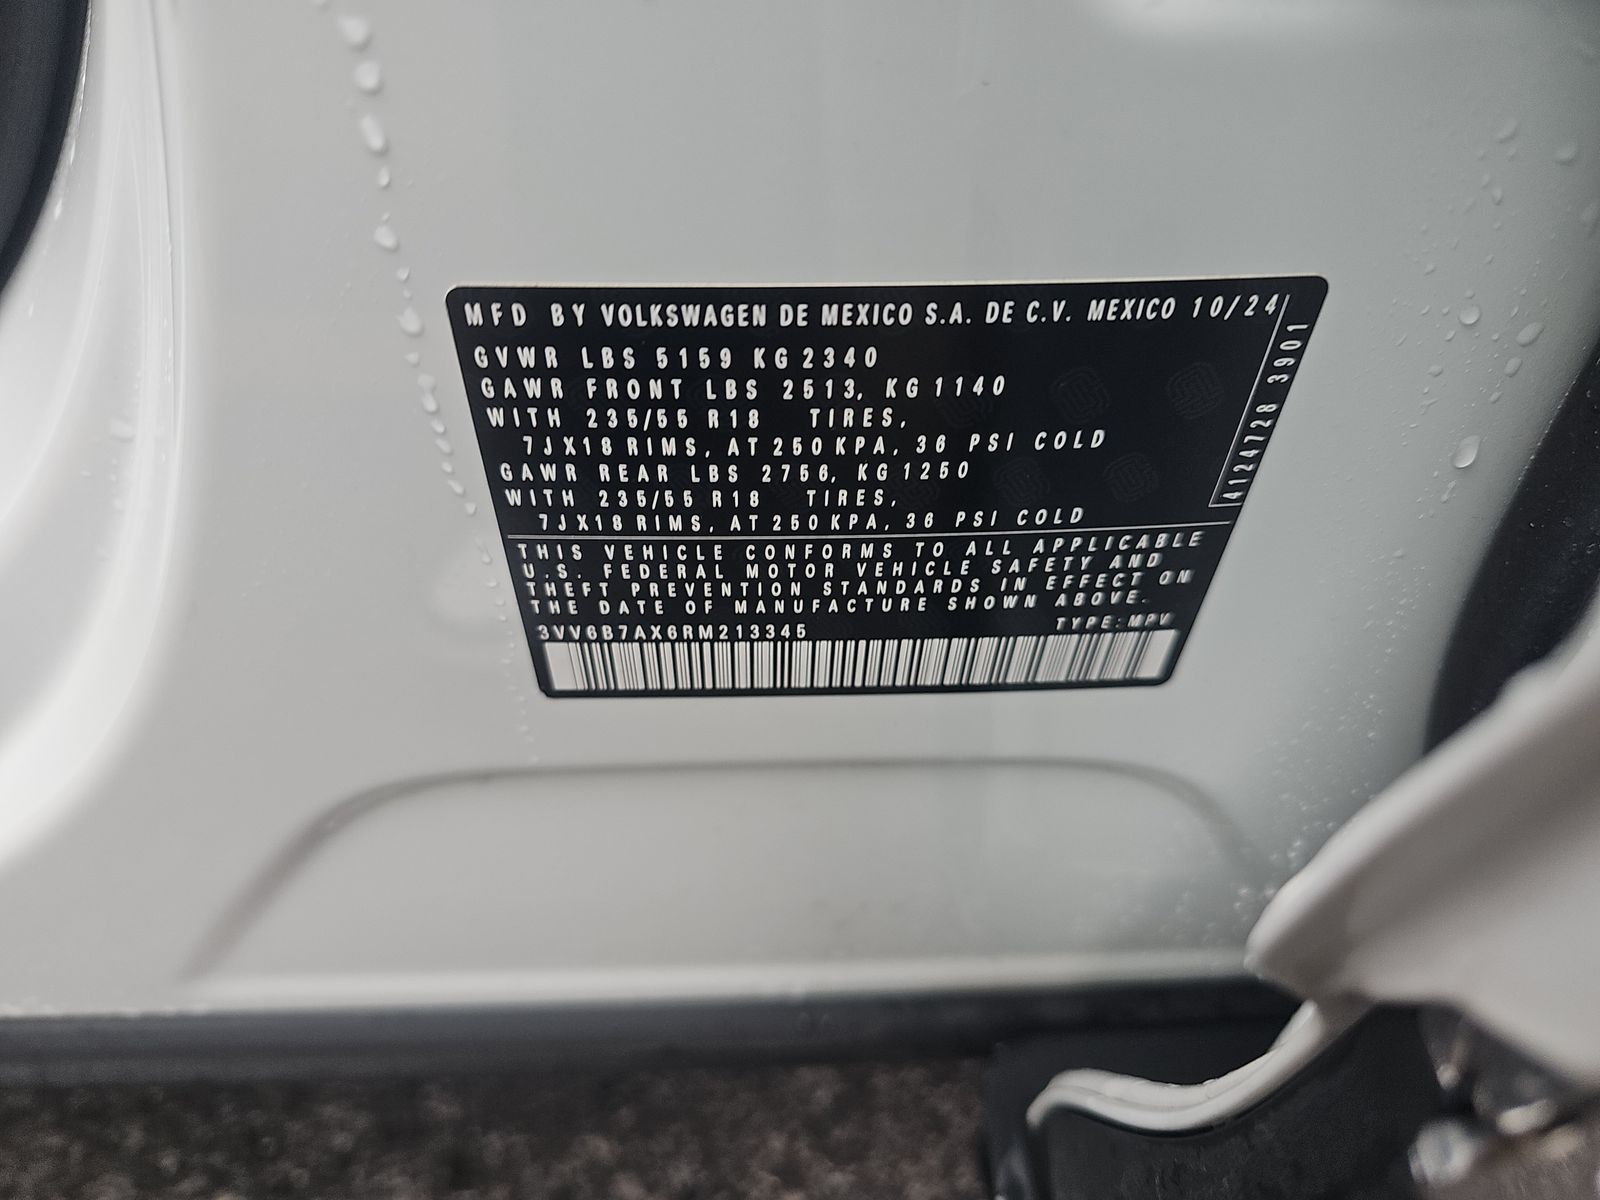 MFD BY VOLKSWAGEN DE MEXICO S.A. DE C.V. MEXICO 10/24
GVWR LBS 5159 KG 2340
GAWR FRONT LBS 2513, KG 1140
WITH 235/55 R18 TIRES,
7JX18 RIMS, AT 250 KPA, 36 PSI COLD
GAWR REAR LBS 2756, KG 1250
WITH 235/55 R18 TIRES,
7JX18 RIMS, AT 250 KPA, 36 PSI COLD
4124728 3901
THIS VEHICLE CONFORMS TO ALL APPLICABLE
U.S. FEDERAL MOTOR VEHICLE SAFETY AND
THEFT PREVENTION STANDARDS IN EFFECT ON
THE DATE OF MANUFACTURE SHOWN ABOVE.
3VV6B7AX6RM213345 TYPE:MPV